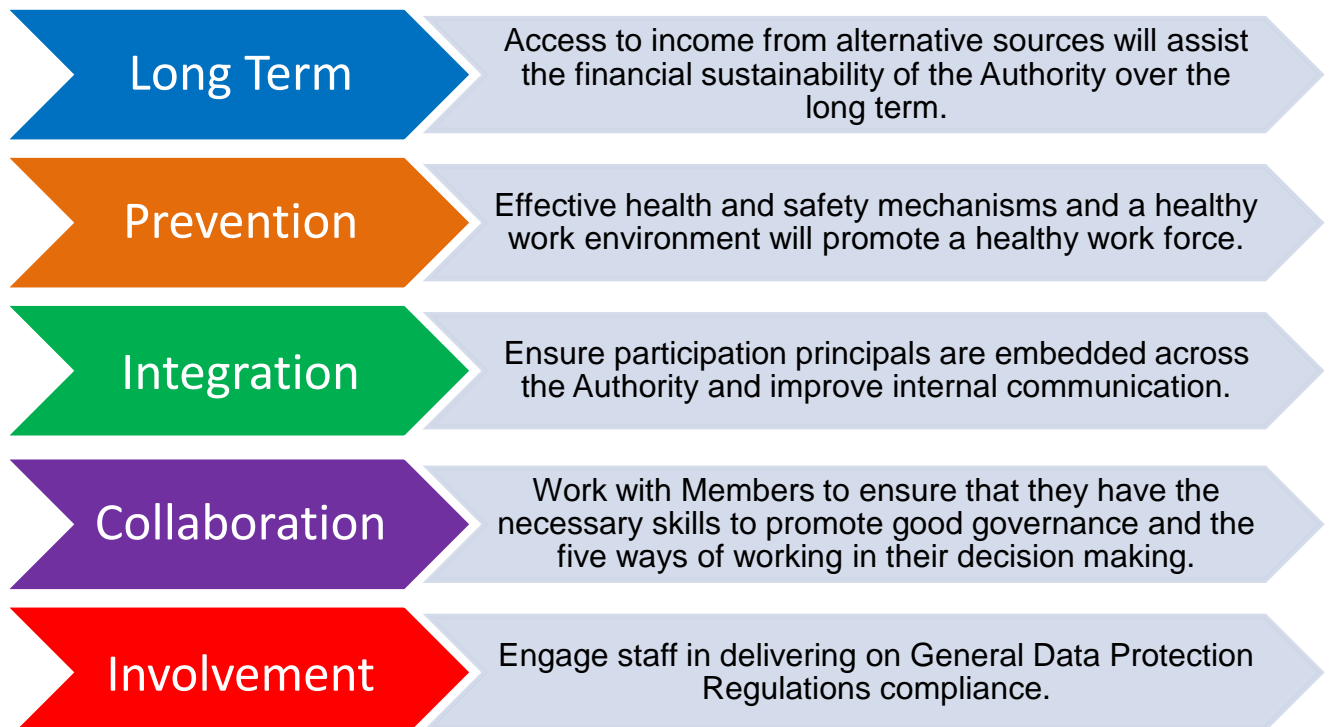 Long Term
Access to income from alternative sources will assist
the financial sustainability of the Authority over the
long term.
Prevention
Effective health and safety mechanisms and a healthy
work environment will promote a healthy work force.
Integration
Ensure participation principals are embedded across
the Authority and improve internal communication.
Collaboration
Work with Members to ensure that they have the
necessary skills to promote good governance and the
five ways of working in their decision making.
Involvement
Engage staff in delivering on General Data Protection
Regulations compliance.